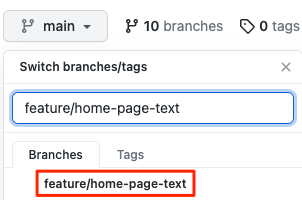 main 10 branches 0 tags
Switch branches/tags
feature/home-page-text
Branches Tags
feature/home-page-text